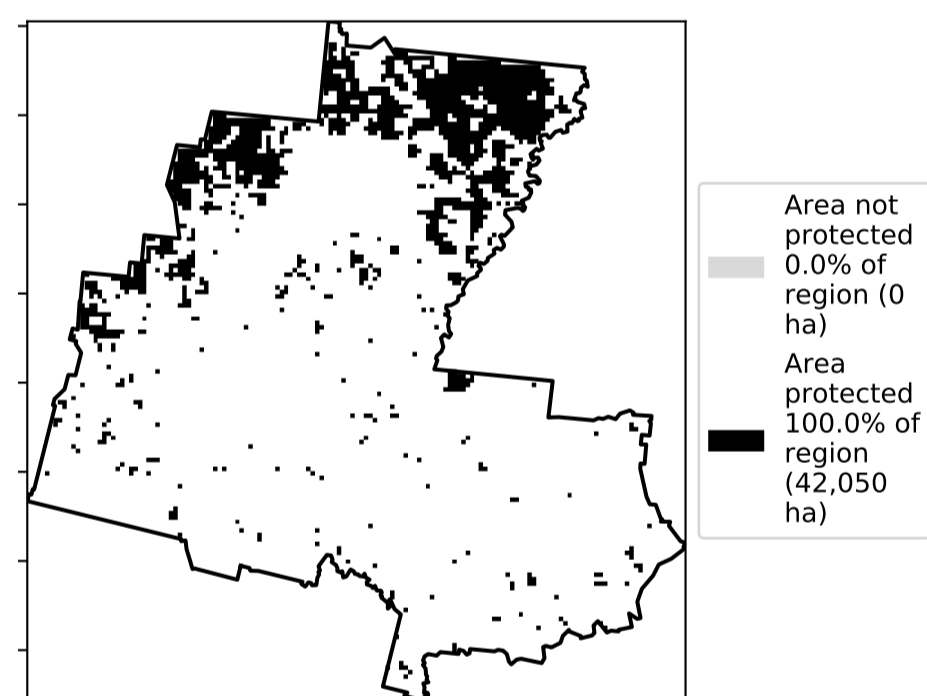 Area not
protected
0.0% of
region (0
ha)
Area
protected
100.0% of
region
(42,050
ha)